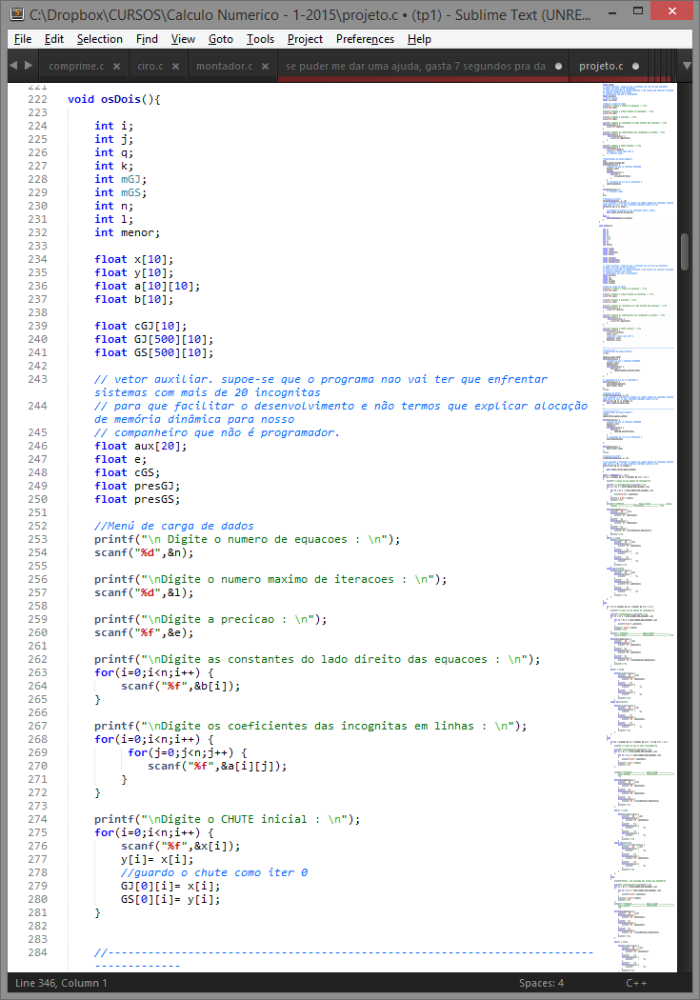 C:\Dropbox\CURSOS\Calculo Numerico - 1-2015\projeto.c • (tp1) - Sublime Text (UNRE...
File Edit Selection Find View Goto Tools Project Preferences Help
comprime.c ciro.c montador.c se puder me dar uma ajuda, gasta 7 segundos pra da projeto.c
221
222 void osDois(){
223
224 int i;
225 int j;
226 int q;
227 int k;
228 int mGJ;
229 int mGS;
230 int n;
231 int l;
232 int menor;
233
234 float x[10];
235 float y[10];
236 float a[10][10];
237 float b[10];
238
239 float cGJ[10];
240 float GJ[500][10];
241 float GS[500][10];
242
243 // vetor auxiliar. supoe-se que o programa nao vai ter que enfrentar
sistemas com mais de 20 incognitas
244 // para que facilitar o desenvolvimento e não termos que explicar alocação
de memória dinâmica para nosso
245 // companheiro que não é programador.
246 float aux[20];
247 float e;
248 float cGS;
249 float presGJ;
250 float presGS;
251
252 //Menú de carga de dados
253 printf("\n Digite o numero de equacoes : \n");
254 scanf("%d",&n);
255
256 printf("\nDigite o numero maximo de iteracoes : \n");
257 scanf("%d",&l);
258
259 printf("\nDigite a precicao : \n");
260 scanf("%f",&e);
261
262 printf("\nDigite as constantes do lado direito das equacoes : \n");
263 for(i=0;i<n;i++) {
264 scanf("%f",&b[i]);
265 }
266
267 printf("\nDigite os coeficientes das incognitas em linhas : \n");
268 for(i=0;i<n;i++) {
269 for(j=0;j<n;j++) {
270 scanf("%f",&a[i][j]);
271 }
272 }
273
274 printf("\nDigite o CHUTE inicial : \n");
275 for(i=0;i<n;i++) {
276 scanf("%f",&x[i]);
277 y[i]= x[i];
278 //guardo o chute como iter 0
279 GJ[0][i]= x[i];
280 GS[0][i]= y[i];
281 }
282
283
284 //-------------------------------------------------------------------------
-------------
Line 346, Column 1 Spaces: 4 C++